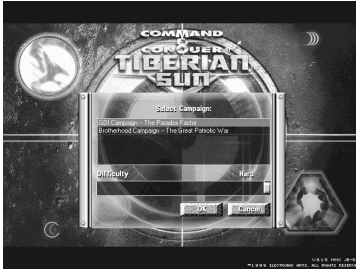 COMMAND
& CONQUER
TIBERIAN
SUN
Select Campaign:
GDI Campaign -- The Paradox Factor
Brotherhood Campaign -- The Great Patriotic War
Difficulty Hard
OK Cancel
©1999 ELECTRONIC ARTS, ALL RIGHTS RESERV